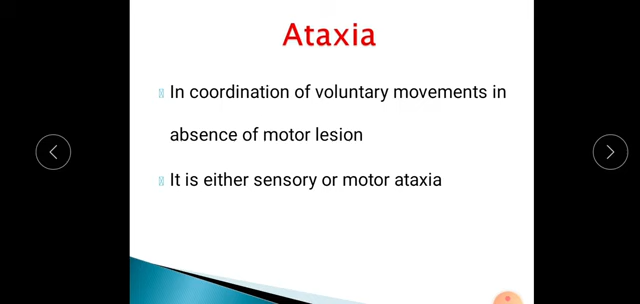 Ataxia
In coordination of voluntary movements in
absence of motor lesion
It is either sensory or motor ataxia